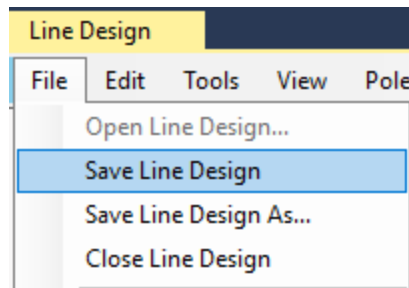 Line Design
File Edit Tools View Pole
Open Line Design...
Save Line Design
Save Line Design As...
Close Line Design